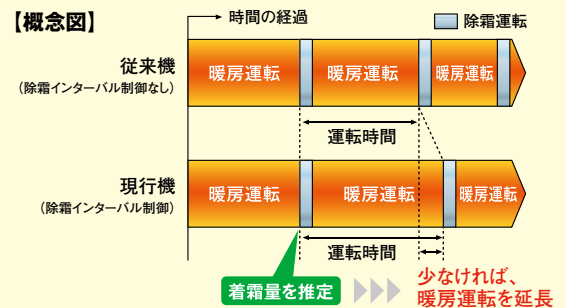 【概念図】
時間の経過
除霜運転
従来機
(除霜インターバル制御なし)
暖房運転
暖房運転
暖房運転
運転時間
現行機
(除霜インターバル制御)
暖房運転
暖房運転
暖房運転
運転時間
着霜量を推定
少なければ、
暖房運転を延長